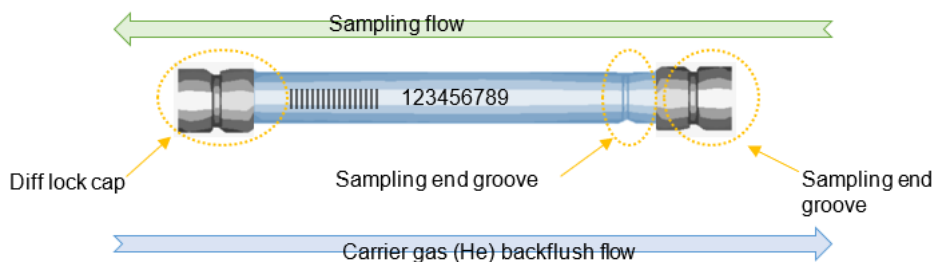 Sampling flow
123456789
Diff lock cap
Sampling end groove
Sampling end
groove
Carrier gas (He) backflush flow